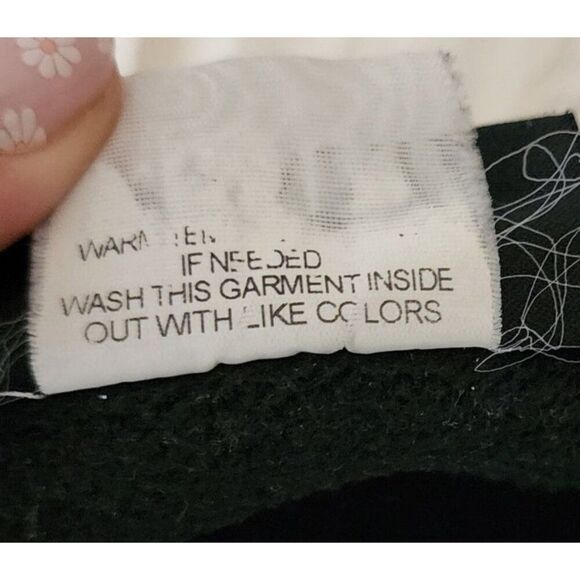 IF NEEDED
WASH THIS GARMENT INSIDE
OUT WITH LIKE COLORS